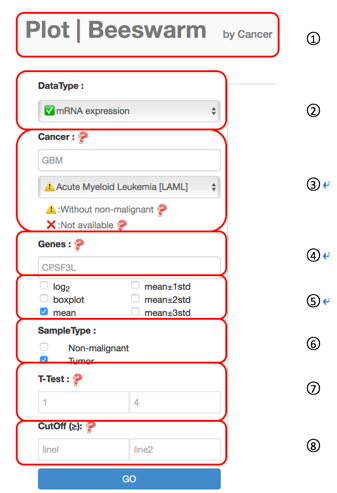 Plot | Beeswarm by Cancer ①
DataType :
✅ mRNA expression ②
Cancer : ❓
GBM
⚠️Acute Myeloid Leukemia [LAML] ③
⚠️:Without non-malignant ❓
❌:Not available ❓
Genes : ❓ ④
CPSF3L
log₂ mean±1std
boxplot mean±2std ⑤
mean mean±3std
SampleType :
Non-malignant ⑥
Tumor
T-Test : ❓
1 4 ⑦
CutOff (≥): ❓
line1 line2 ⑧
GO